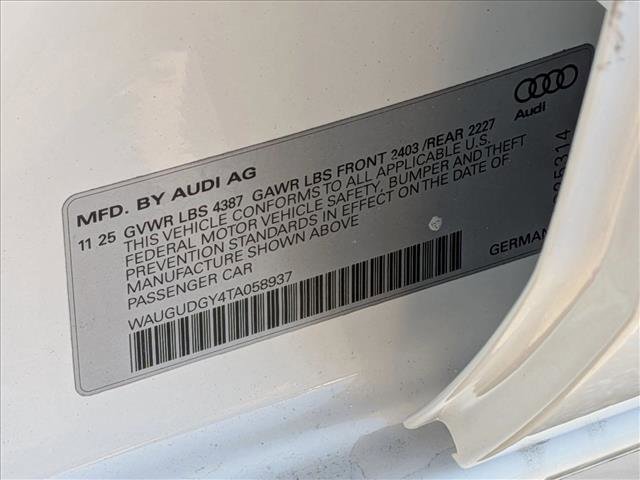 Audi
MFD. BY AUDI AG
11 25 GVWR LBS 4387 GAWR LBS FRONT 2403 /REAR 2227
THIS VEHICLE CONFORMS TO ALL APPLICABLE U.S.
FEDERAL MOTOR VEHICLE SAFETY, BUMPER AND THEFT
PREVENTION STANDARDS IN EFFECT ON THE DATE OF
MANUFACTURE SHOWN ABOVE
PASSENGER CAR
WAUGUDGY4TA058937
GERMAN